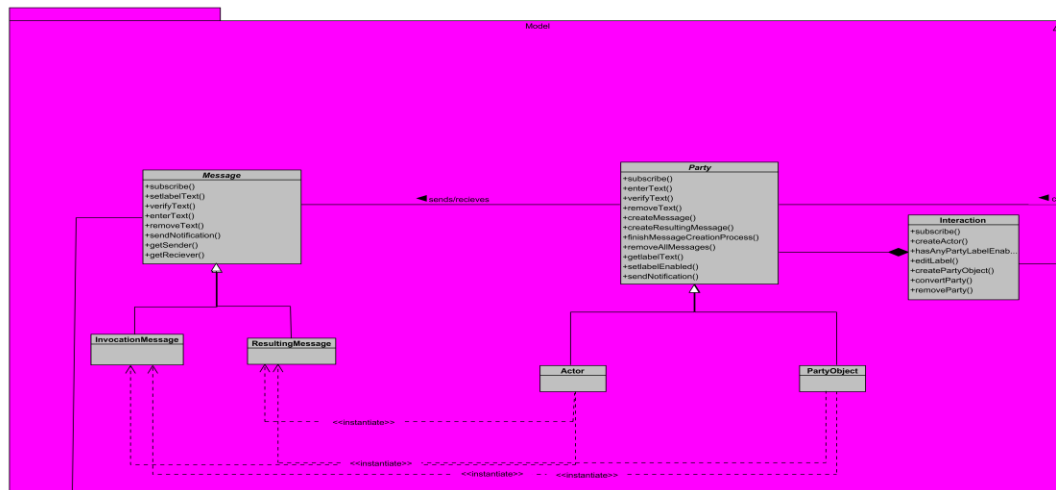 Model
Message
+subscribe()
+setlabelText()
+verifyText()
+enterText()
+removeText()
+sendNotification()
+getSender()
+getReciever()
sends/recieves
Party
+subscribe()
+enterText()
+verifyText()
+removeText()
+createMessage()
+createResultingMessage()
+finishMessageCreationProcess()
+removeAllMessages()
+getlabelText()
+setlabelEnabled()
+sendNotification()
Interaction
+subscribe()
+createActor()
+hasAnyPartyLabelEnab...
+editLabel()
+createPartyObject()
+convertParty()
+removeParty()
InvocationMessage
ResultingMessage
Actor
PartyObject
<<instantiate>>
<<instantiate>>
<<instantiate>>
<<instantiate>>
<<instantiate>>